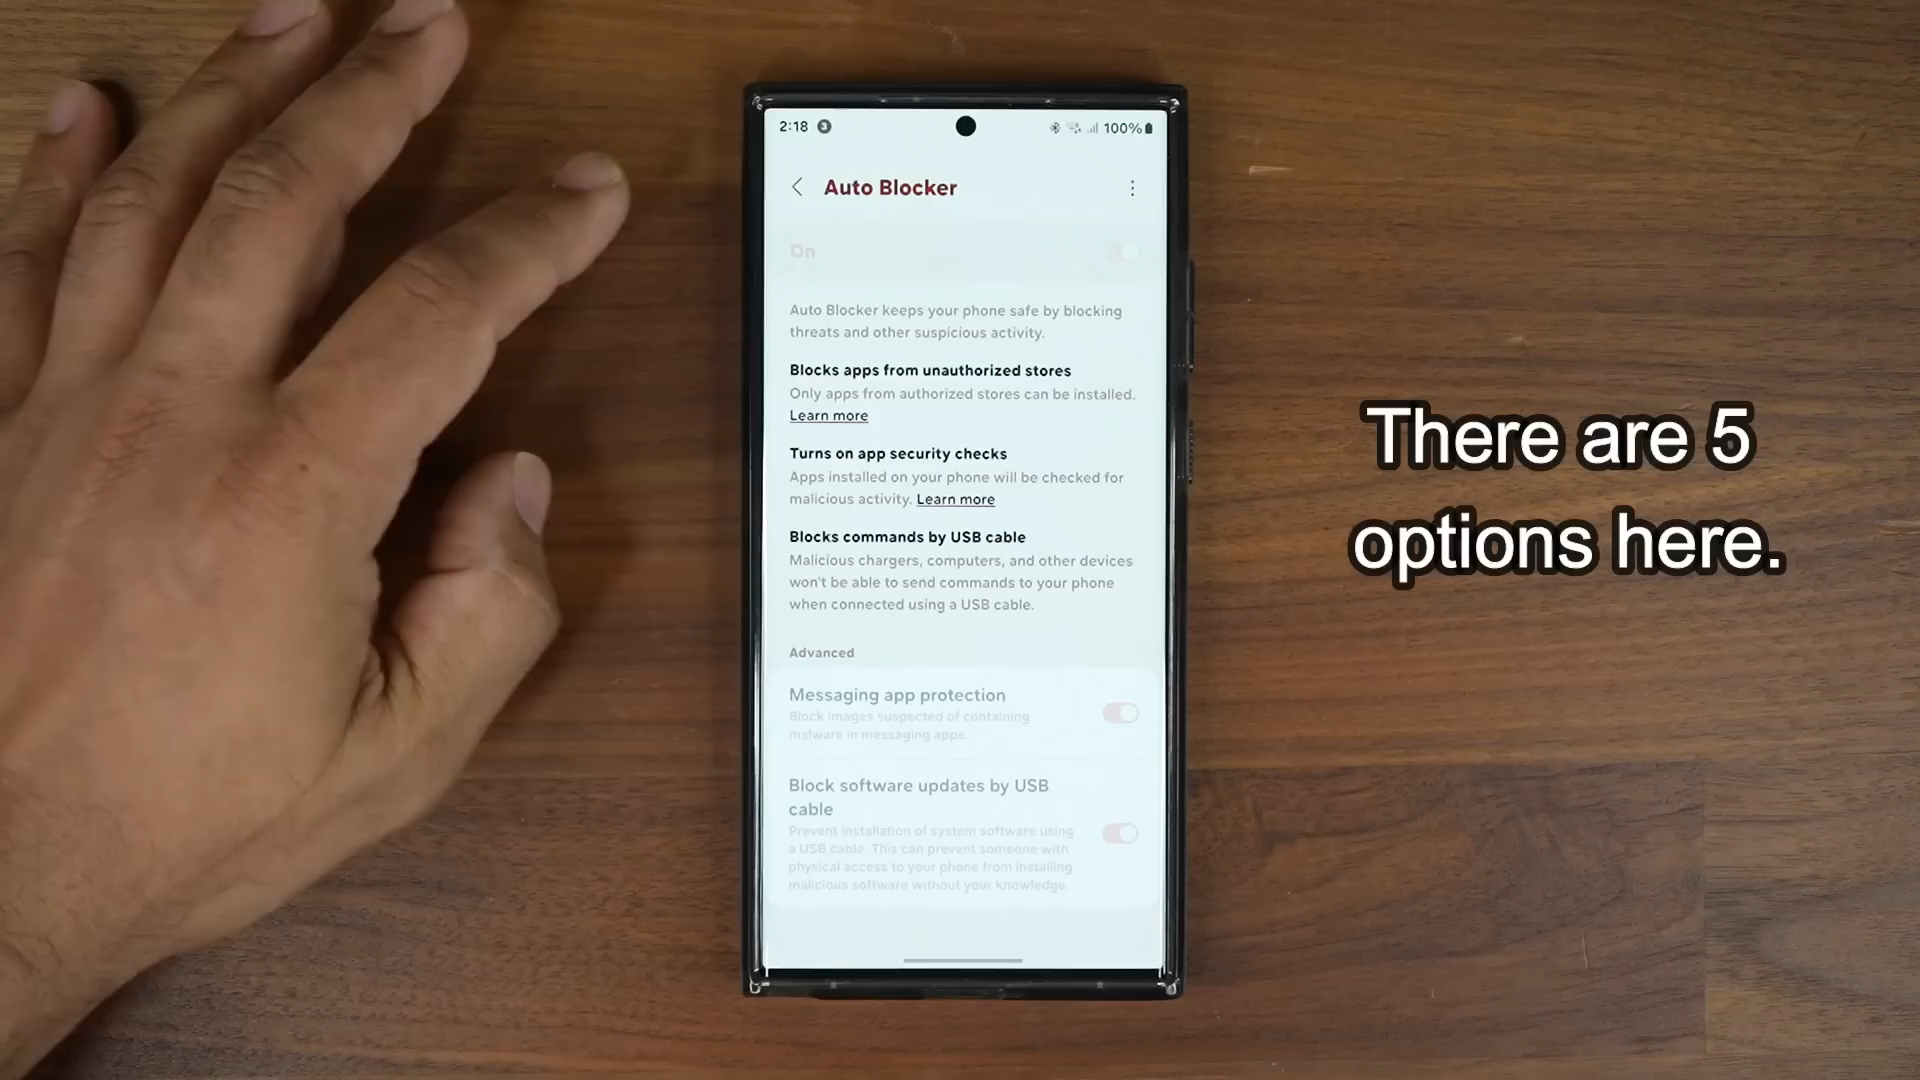 2:18 3 100%
Auto Blocker
On
Auto Blocker keeps your phone safe by blocking
threats and other suspicious activity.
Blocks apps from unauthorized stores
Only apps from authorized stores can be installed.
Learn more
Turns on app security checks
Apps installed on your phone will be checked for
malicious activity. Learn more
Blocks commands by USB cable
Malicious chargers, computers, and other devices
won't be able to send commands to your phone
when connected using a USB cable.
Advanced
Messaging app protection
Block images suspected of containing
malware in messaging apps.
Block software updates by USB
cable
Prevent installation of system software using
a USB cable. This can prevent someone with
physical access to your phone from installing
malicious software without your knowledge.
There are 5
options here.